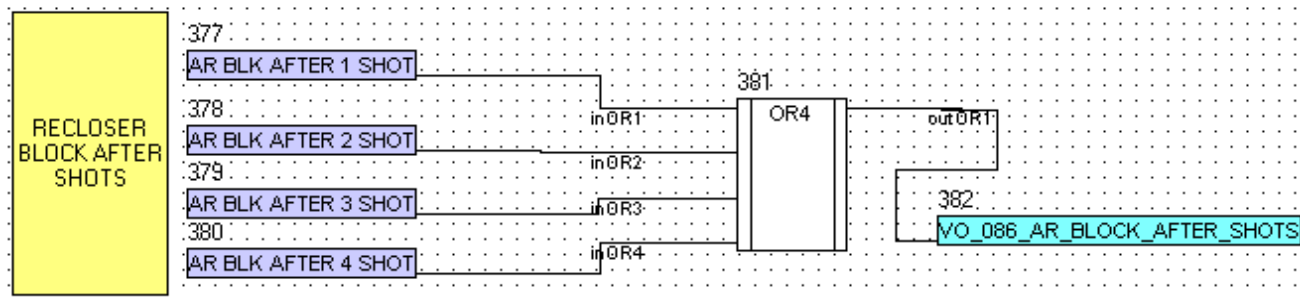 RECLOSER
BLOCK AFTER
SHOTS
377
AR BLK AFTER 1 SHOT
378
AR BLK AFTER 2 SHOT
379
AR BLK AFTER 3 SHOT
380
AR BLK AFTER 4 SHOT
inOR1
inOR2
inOR3
inOR4
381
OR4
outOR1
382
VO_086_AR_BLOCK_AFTER_SHOTS